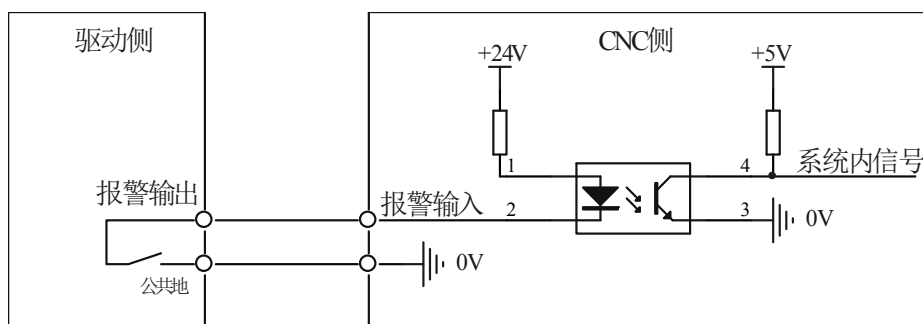 驱动侧
CNC侧
+24V
+5V
1
4
系统内信号
报警输出
报警输入
2
3
0V
0V
公共地